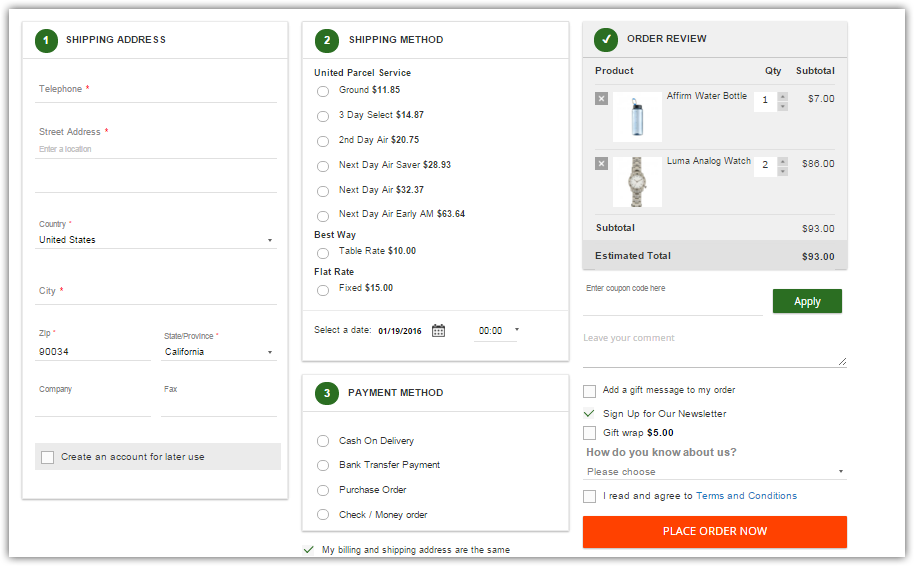 1 SHIPPING ADDRESS
Telephone *
Street Address *
Enter a location
Country *
United States
City *
Zip *
State/Province *
90034
California
Company
Fax
Create an account for later use
2 SHIPPING METHOD
United Parcel Service
Ground $11.85
3 Day Select $14.87
2nd Day Air $20.75
Next Day Air Saver $28.93
Next Day Air $32.37
Next Day Air Early AM $63.64
Best Way
Table Rate $10.00
Flat Rate
Fixed $15.00
Select a date: 01/19/2016 00:00
3 PAYMENT METHOD
Cash On Delivery
Bank Transfer Payment
Purchase Order
Check / Money order
My billing and shipping address are the same
ORDER REVIEW
Product Qty Subtotal
Affirm Water Bottle 1 $7.00
Luma Analog Watch 2 $86.00
Subtotal $93.00
Estimated Total $93.00
Enter coupon code here
Apply
Leave your comment
Add a gift message to my order
Sign Up for Our Newsletter
Gift wrap $5.00
How do you know about us?
Please choose
I read and agree to Terms and Conditions
PLACE ORDER NOW